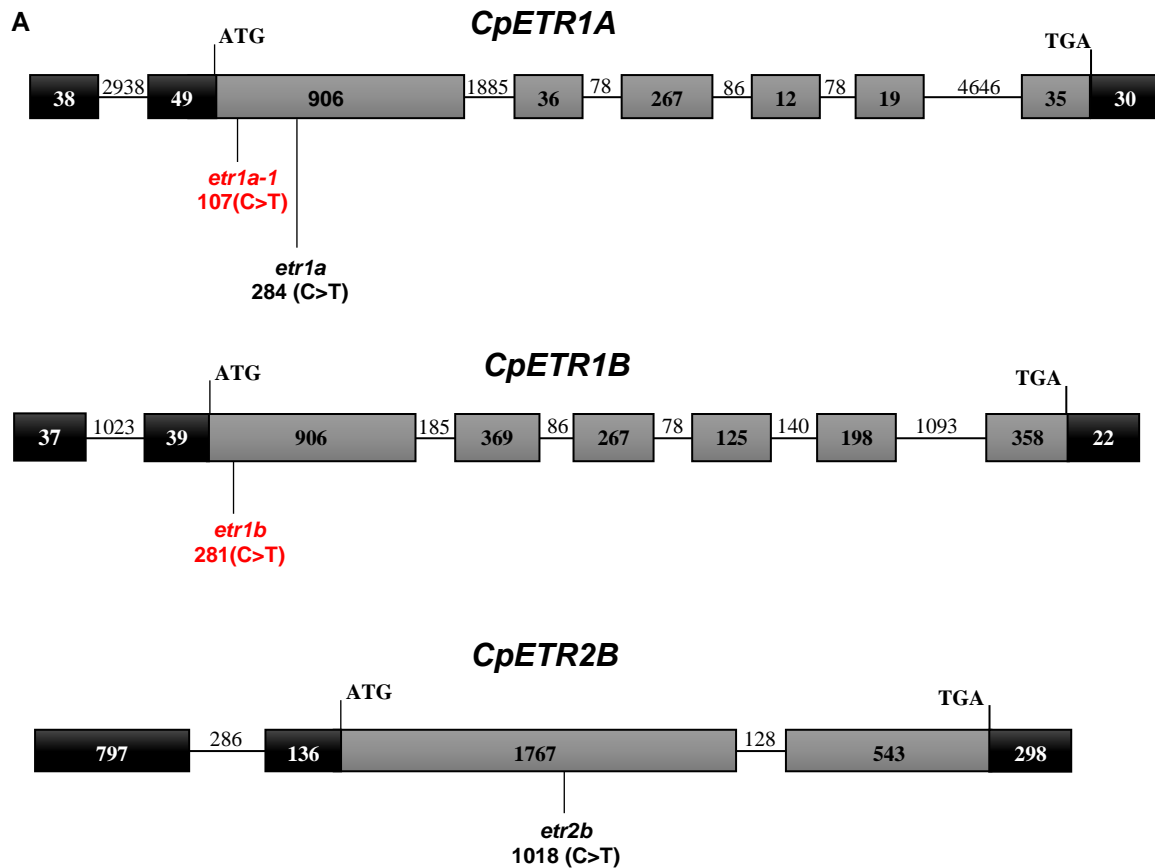 A
CpETR1A
ATG
TGA
38 2938 49 906 1885 36 78 267 86 12 78 19 4646 35 30
etr1a-1
107(C>T)
etr1a
284 (C>T)
CpETR1B
ATG
TGA
37 1023 39 906 185 369 86 267 78 125 140 198 1093 358 22
etr1b
281(C>T)
CpETR2B
ATG
TGA
797 286 136 1767 128 543 298
etr2b
1018 (C>T)